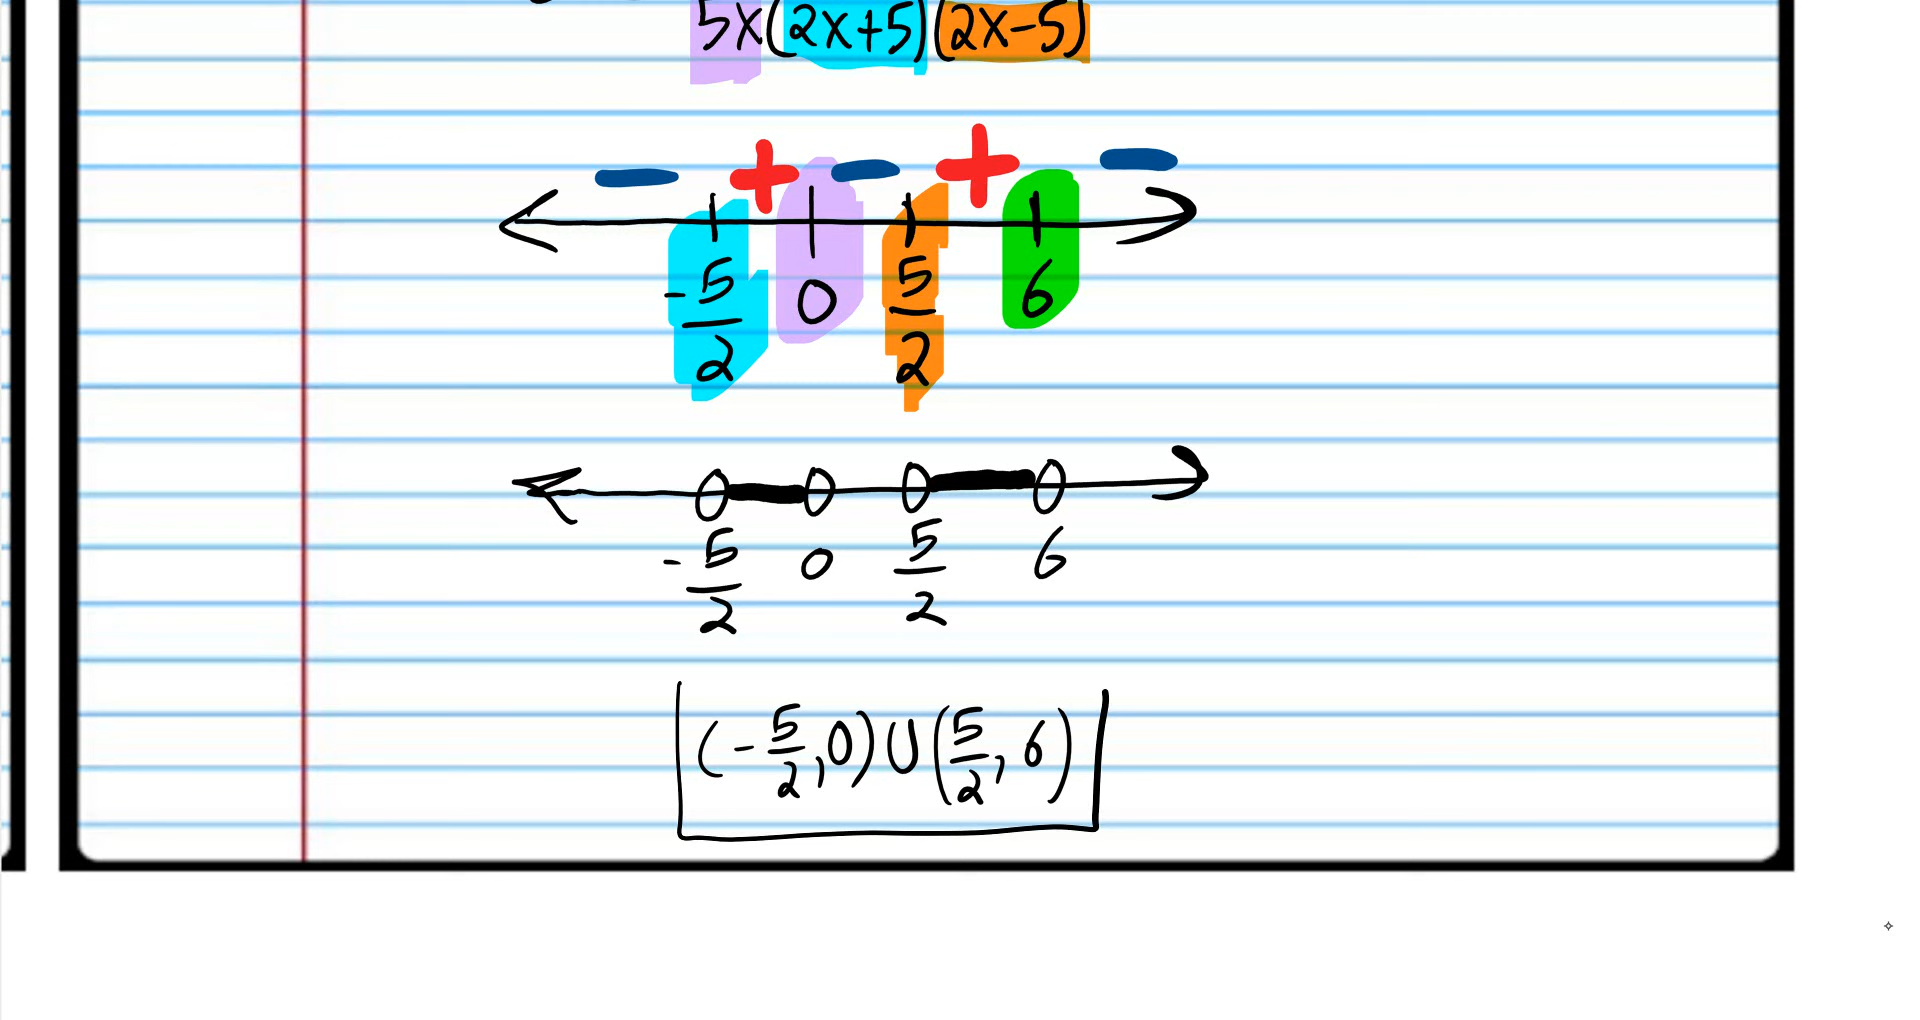 5x(2x+5)(2x-5)
- + - + -
-5/2 0 5/2 6
-5/2 0 5/2 6
(-5/2, 0) ∪ (5/2, 6)